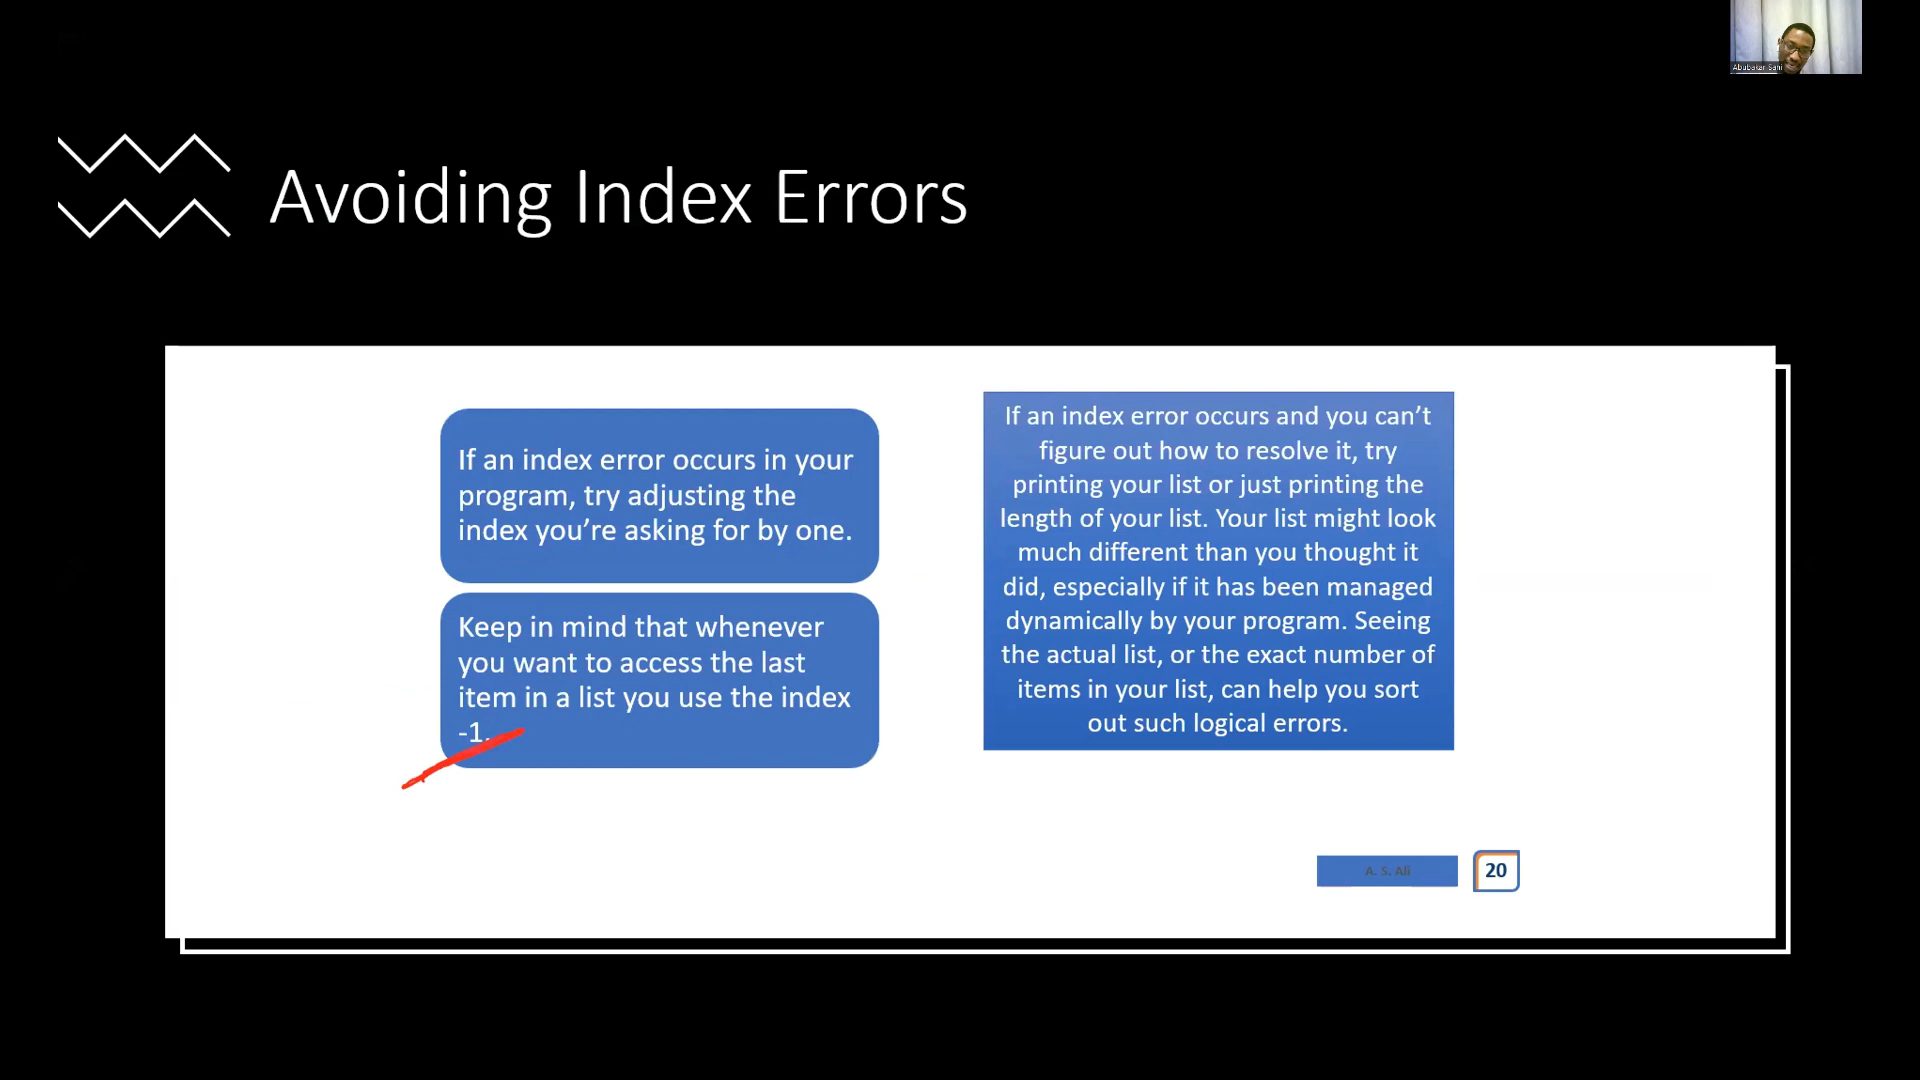 Abubakar Sani
Avoiding Index Errors
If an index error occurs in your
program, try adjusting the
index you’re asking for by one.
Keep in mind that whenever
you want to access the last
item in a list you use the index
-1.
If an index error occurs and you can’t
figure out how to resolve it, try
printing your list or just printing the
length of your list. Your list might look
much different than you thought it
did, especially if it has been managed
dynamically by your program. Seeing
the actual list, or the exact number of
items in your list, can help you sort
out such logical errors.
A. S. Ali
20